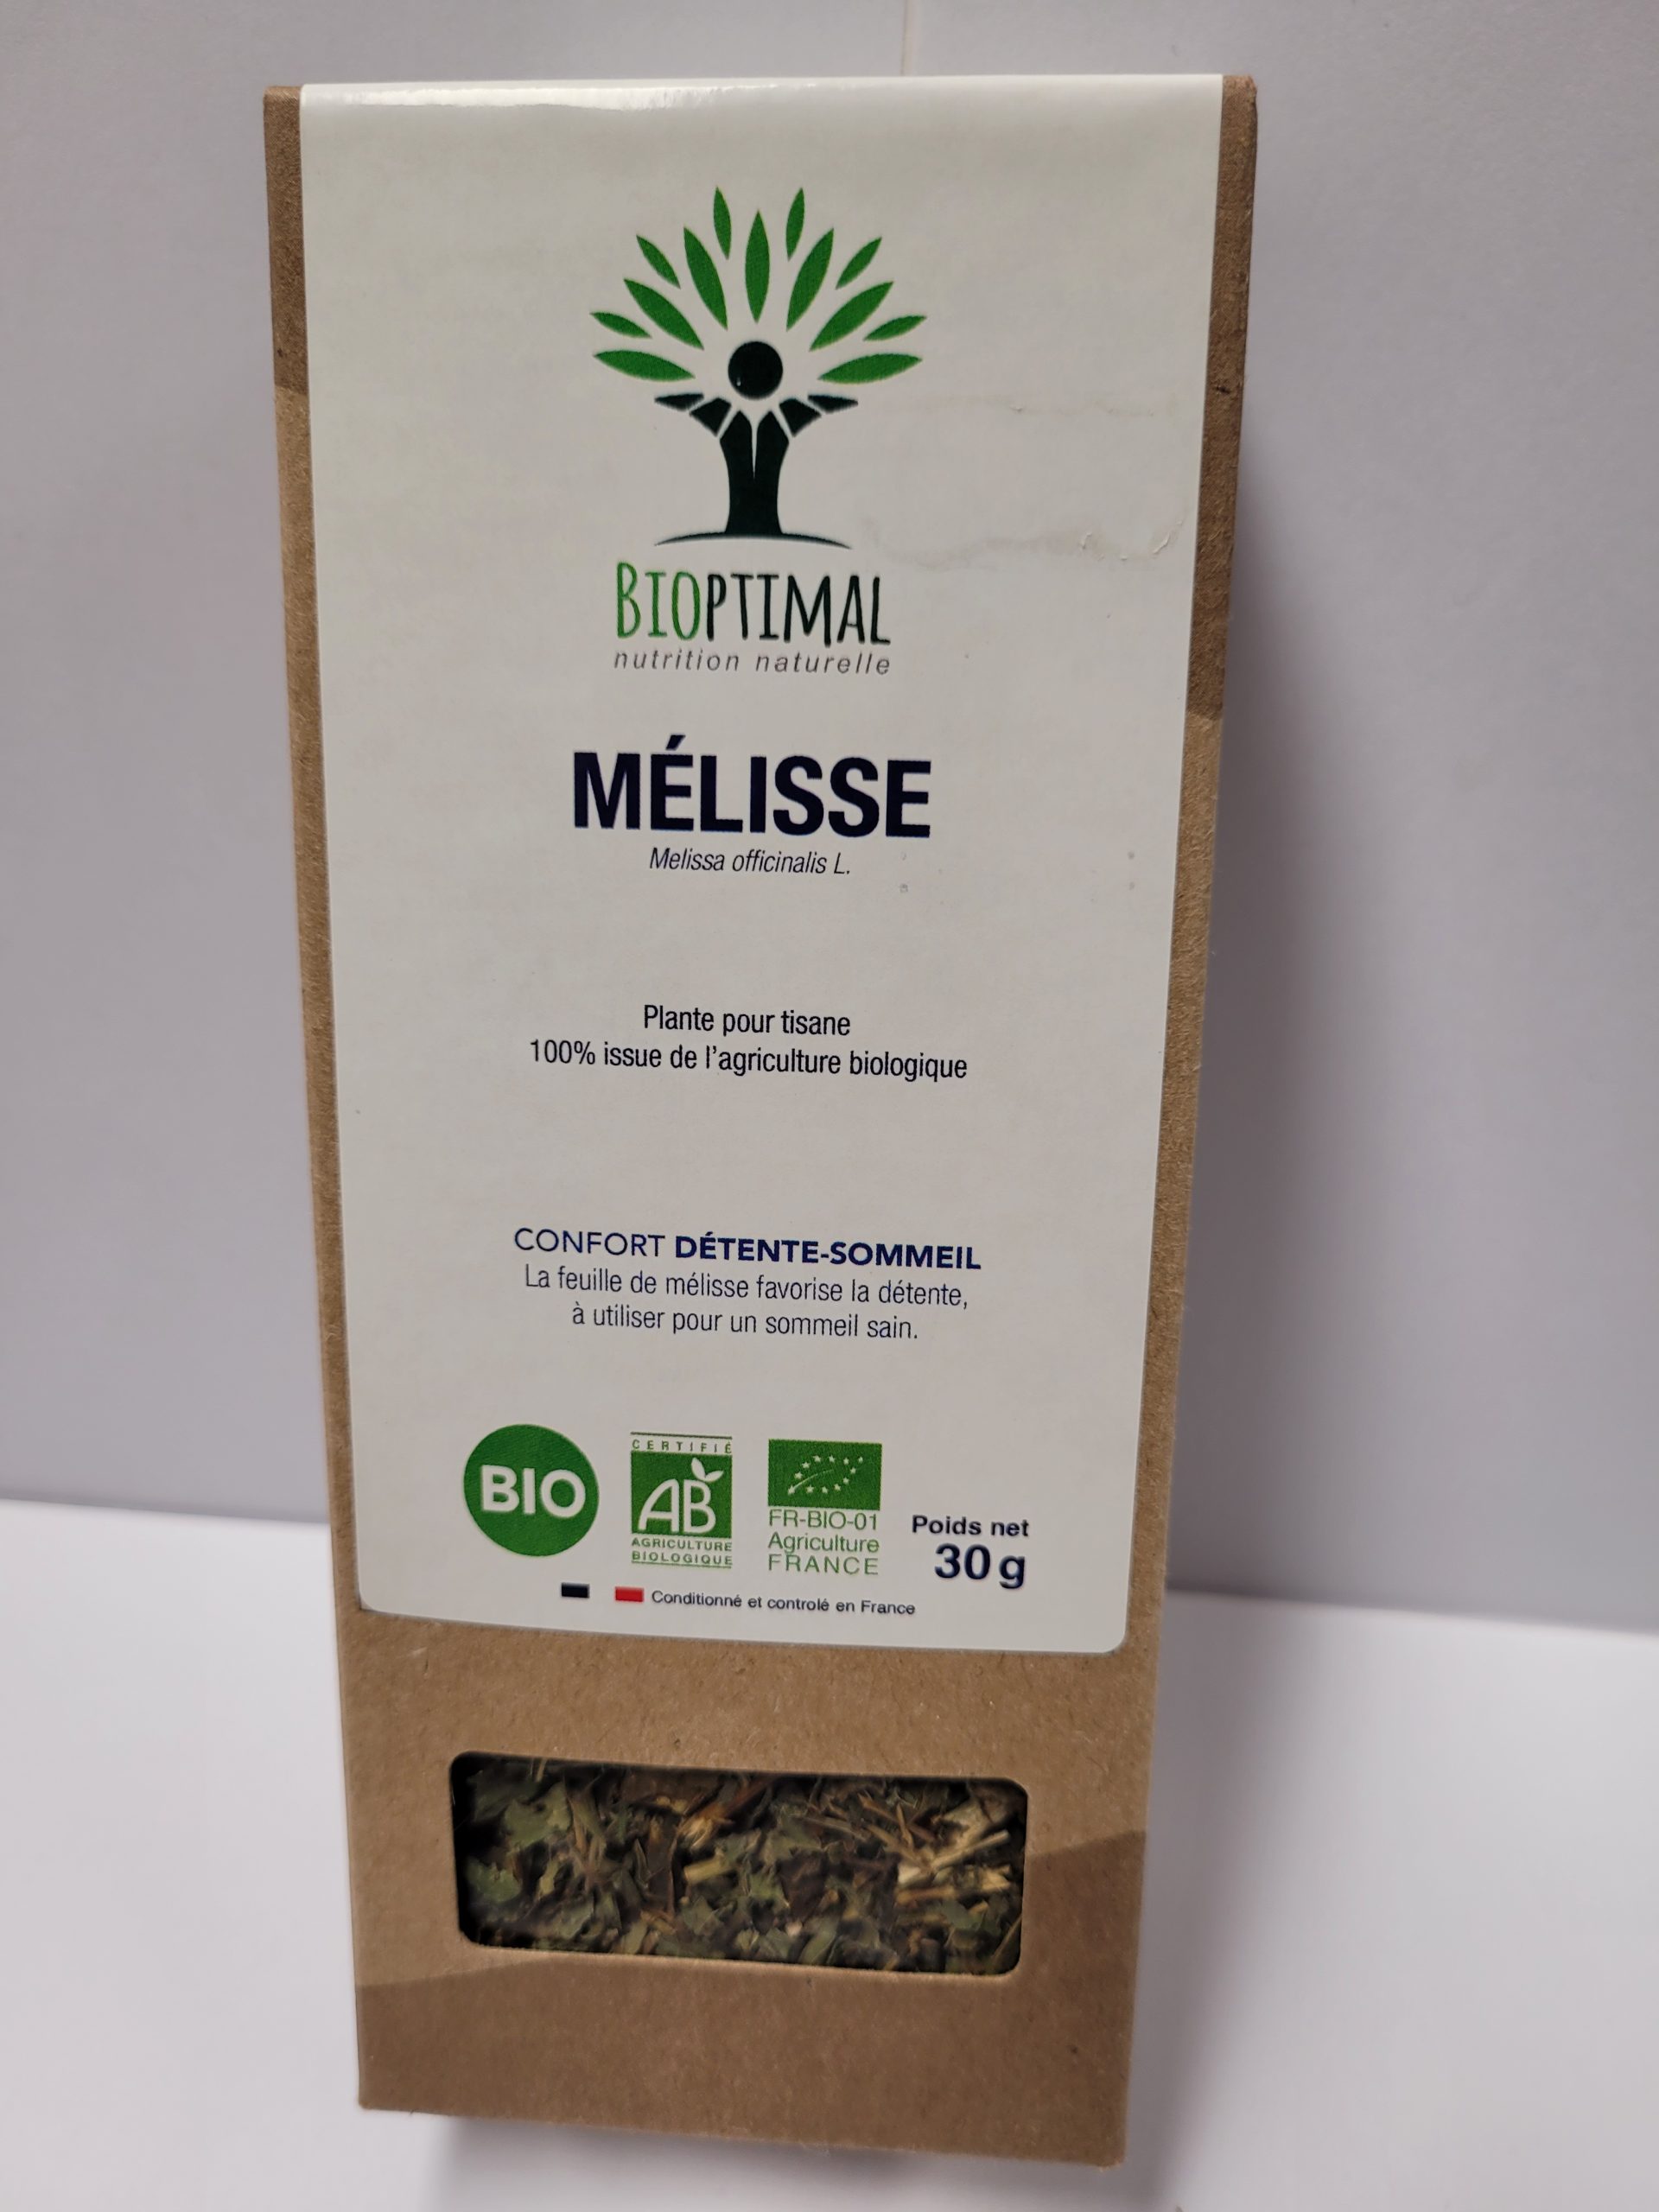 BIOPTIMAL
nutrition naturelle
MÉLISSE
Melissa officinalis L.
Plante pour tisane
100% issue de l'agriculture biologique
CONFORT DÉTENTE-SOMMEIL
La feuille de mélisse favorise la détente,
à utiliser pour un sommeil sain.
BIO
CERTIFIÉ
AB
AGRICULTURE
BIOLOGIQUE
FR-BIO-01
Agriculture
FRANCE
Poids net
30 g
Conditionné et controlé en France